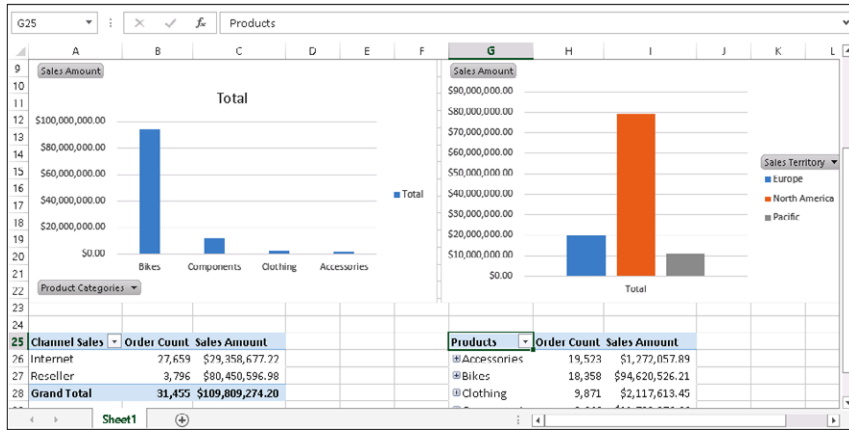 G25 fx Products
A B C D E F G H I J K L
9 Sales Amount Sales Amount
10 $90,000,000.00
11 Total
12 $100,000,000.00 $80,000,000.00
13 $70,000,000.00
14 $80,000,000.00
15 $60,000,000.00 Sales Territory
16 $60,000,000.00 $50,000,000.00 Europe
17 $40,000,000.00 Total $40,000,000.00 North America
18 $30,000,000.00 Pacific
19 $20,000,000.00 $20,000,000.00
20 $0.00 $10,000,000.00
21 Bikes Components Clothing Accessories $0.00
22 Product Categories Total
23
24
25 Channel Sales Order Count Sales Amount Products Order Count Sales Amount
26 Internet 27,659 $29,358,677.22 Accessories 19,523 $1,272,057.89
27 Reseller 3,796 $80,450,596.98 Bikes 18,358 $94,620,526.21
28 Grand Total 31,455 $109,809,274.20 Clothing 9,871 $2,117,613.45
Sheet1